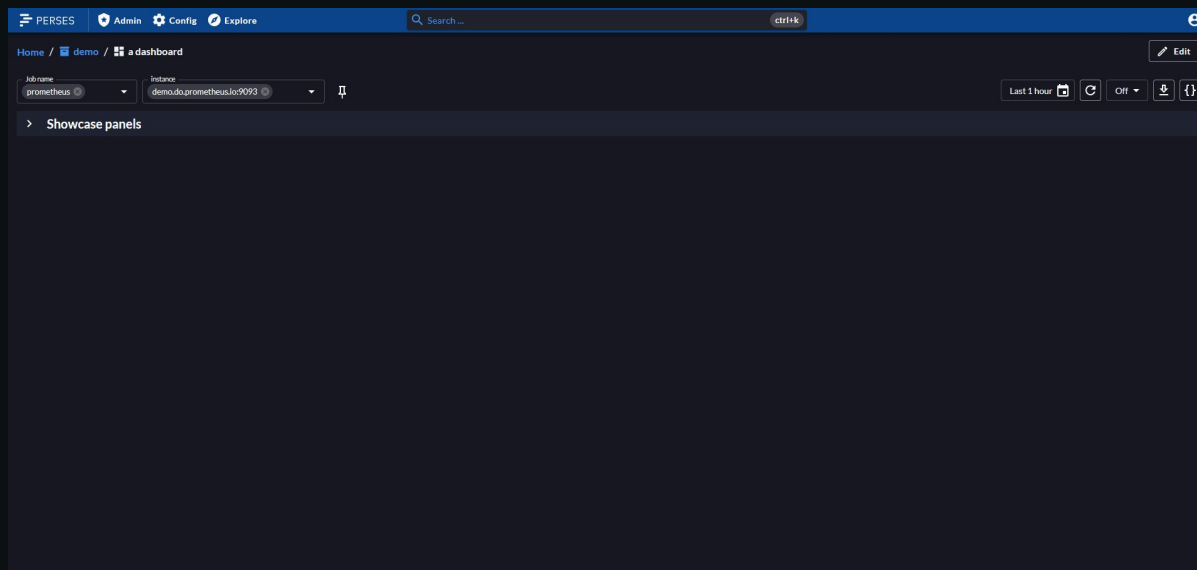 PERSES Admin Config Explore Search ... ctrl+k
Home / demo / a dashboard Edit
Job name instance
prometheus demo.do.prometheus.io:9093 Last 1 hour Off {}
Showcase panels